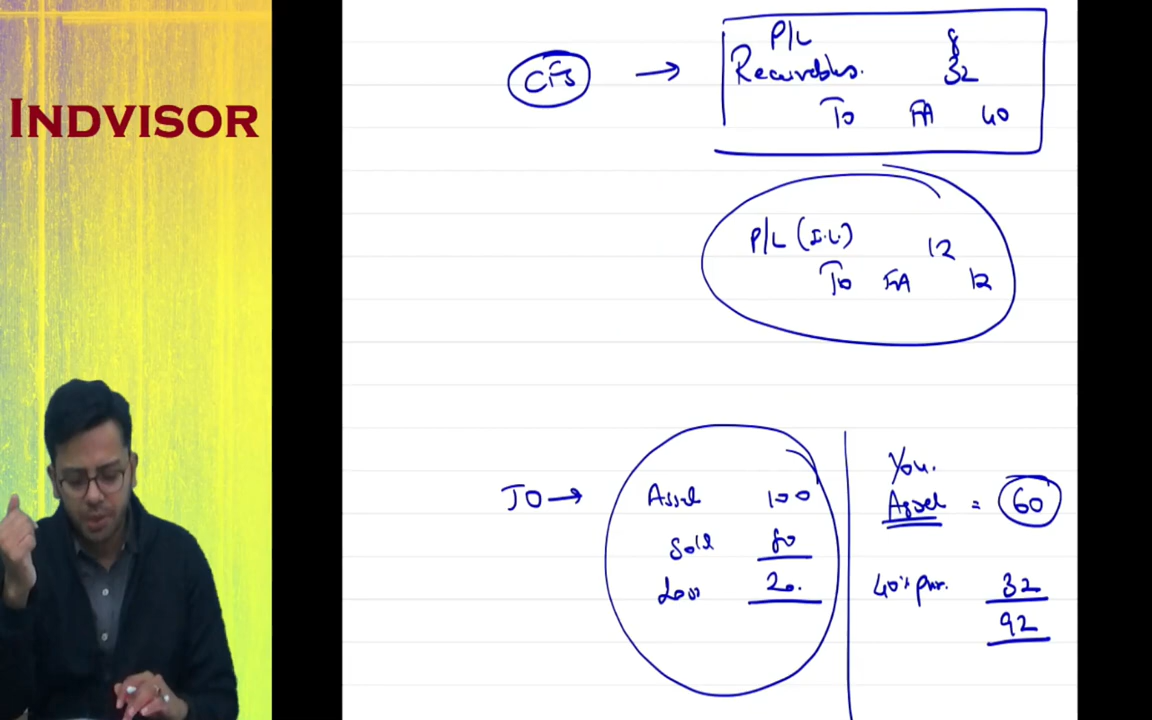 INDVISOR
CFS →
P/L 8
Receivables. 32
To FA 40
P/L (I.L) 12
To FA 12
JO →
Asset 100
Sold 80
Loss 20.
You.
Asset = 60
40% pur. 32
92